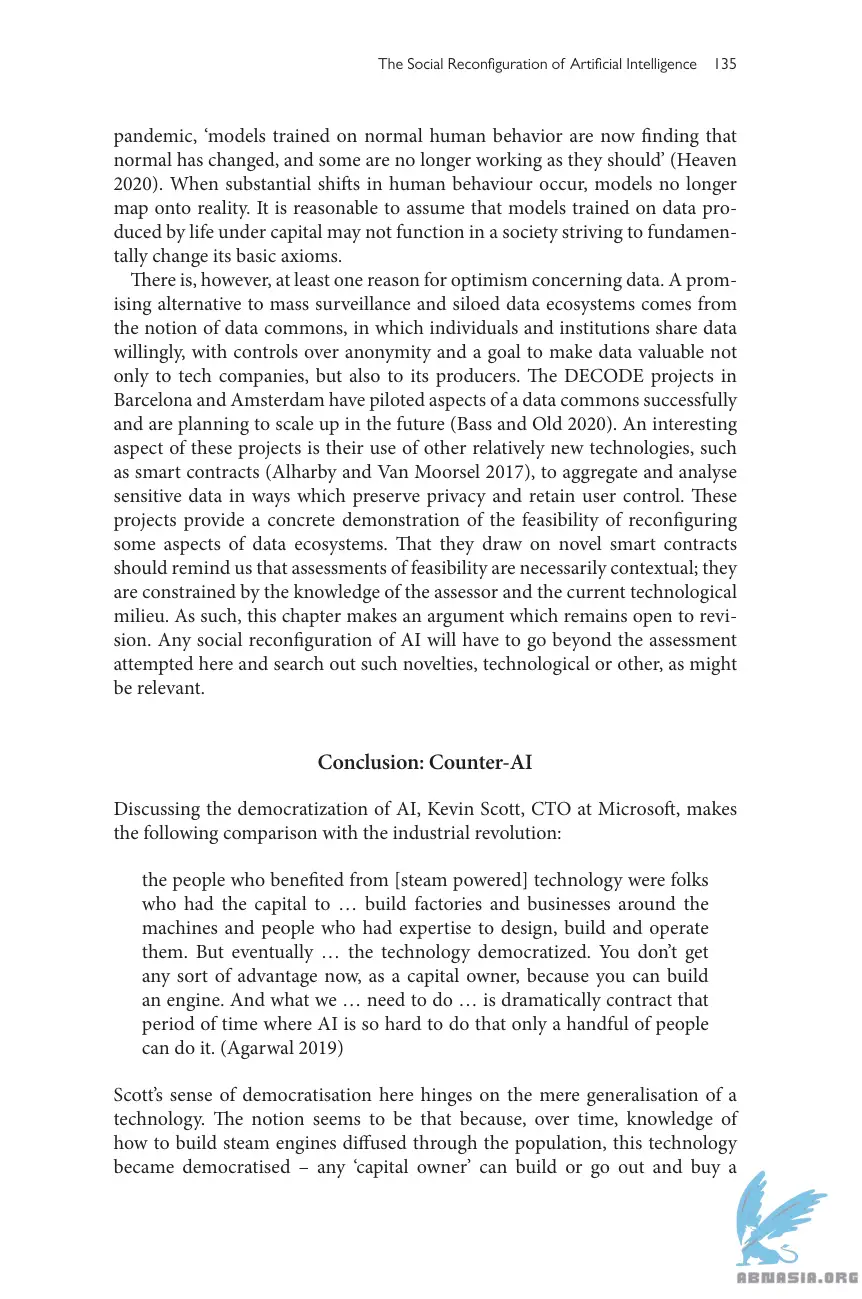 The Social Reconfiguration of Artificial Intelligence 135
pandemic, ‘models trained on normal human behavior are now finding that
normal has changed, and some are no longer working as they should’ (Heaven
2020). When substantial shifts in human behaviour occur, models no longer
map onto reality. It is reasonable to assume that models trained on data pro-
duced by life under capital may not function in a society striving to fundamen-
tally change its basic axioms.
There is, however, at least one reason for optimism concerning data. A prom-
ising alternative to mass surveillance and siloed data ecosystems comes from
the notion of data commons, in which individuals and institutions share data
willingly, with controls over anonymity and a goal to make data valuable not
only to tech companies, but also to its producers. The DECODE projects in
Barcelona and Amsterdam have piloted aspects of a data commons successfully
and are planning to scale up in the future (Bass and Old 2020). An interesting
aspect of these projects is their use of other relatively new technologies, such
as smart contracts (Alharby and Van Moorsel 2017), to aggregate and analyse
sensitive data in ways which preserve privacy and retain user control. These
projects provide a concrete demonstration of the feasibility of reconfiguring
some aspects of data ecosystems. That they draw on novel smart contracts
should remind us that assessments of feasibility are necessarily contextual; they
are constrained by the knowledge of the assessor and the current technological
milieu. As such, this chapter makes an argument which remains open to revi-
sion. Any social reconfiguration of AI will have to go beyond the assessment
attempted here and search out such novelties, technological or other, as might
be relevant.
Conclusion: Counter-AI
Discussing the democratization of AI, Kevin Scott, CTO at Microsoft, makes
the following comparison with the industrial revolution:
the people who benefited from [steam powered] technology were folks
who had the capital to … build factories and businesses around the
machines and people who had expertise to design, build and operate
them. But eventually … the technology democratized. You don’t get
any sort of advantage now, as a capital owner, because you can build
an engine. And what we … need to do … is dramatically contract that
period of time where AI is so hard to do that only a handful of people
can do it. (Agarwal 2019)
Scott’s sense of democratisation here hinges on the mere generalisation of a
technology. The notion seems to be that because, over time, knowledge of
how to build steam engines diffused through the population, this technology
became democratised – any ‘capital owner’ can build or go out and buy a
ABNASIA.ORG